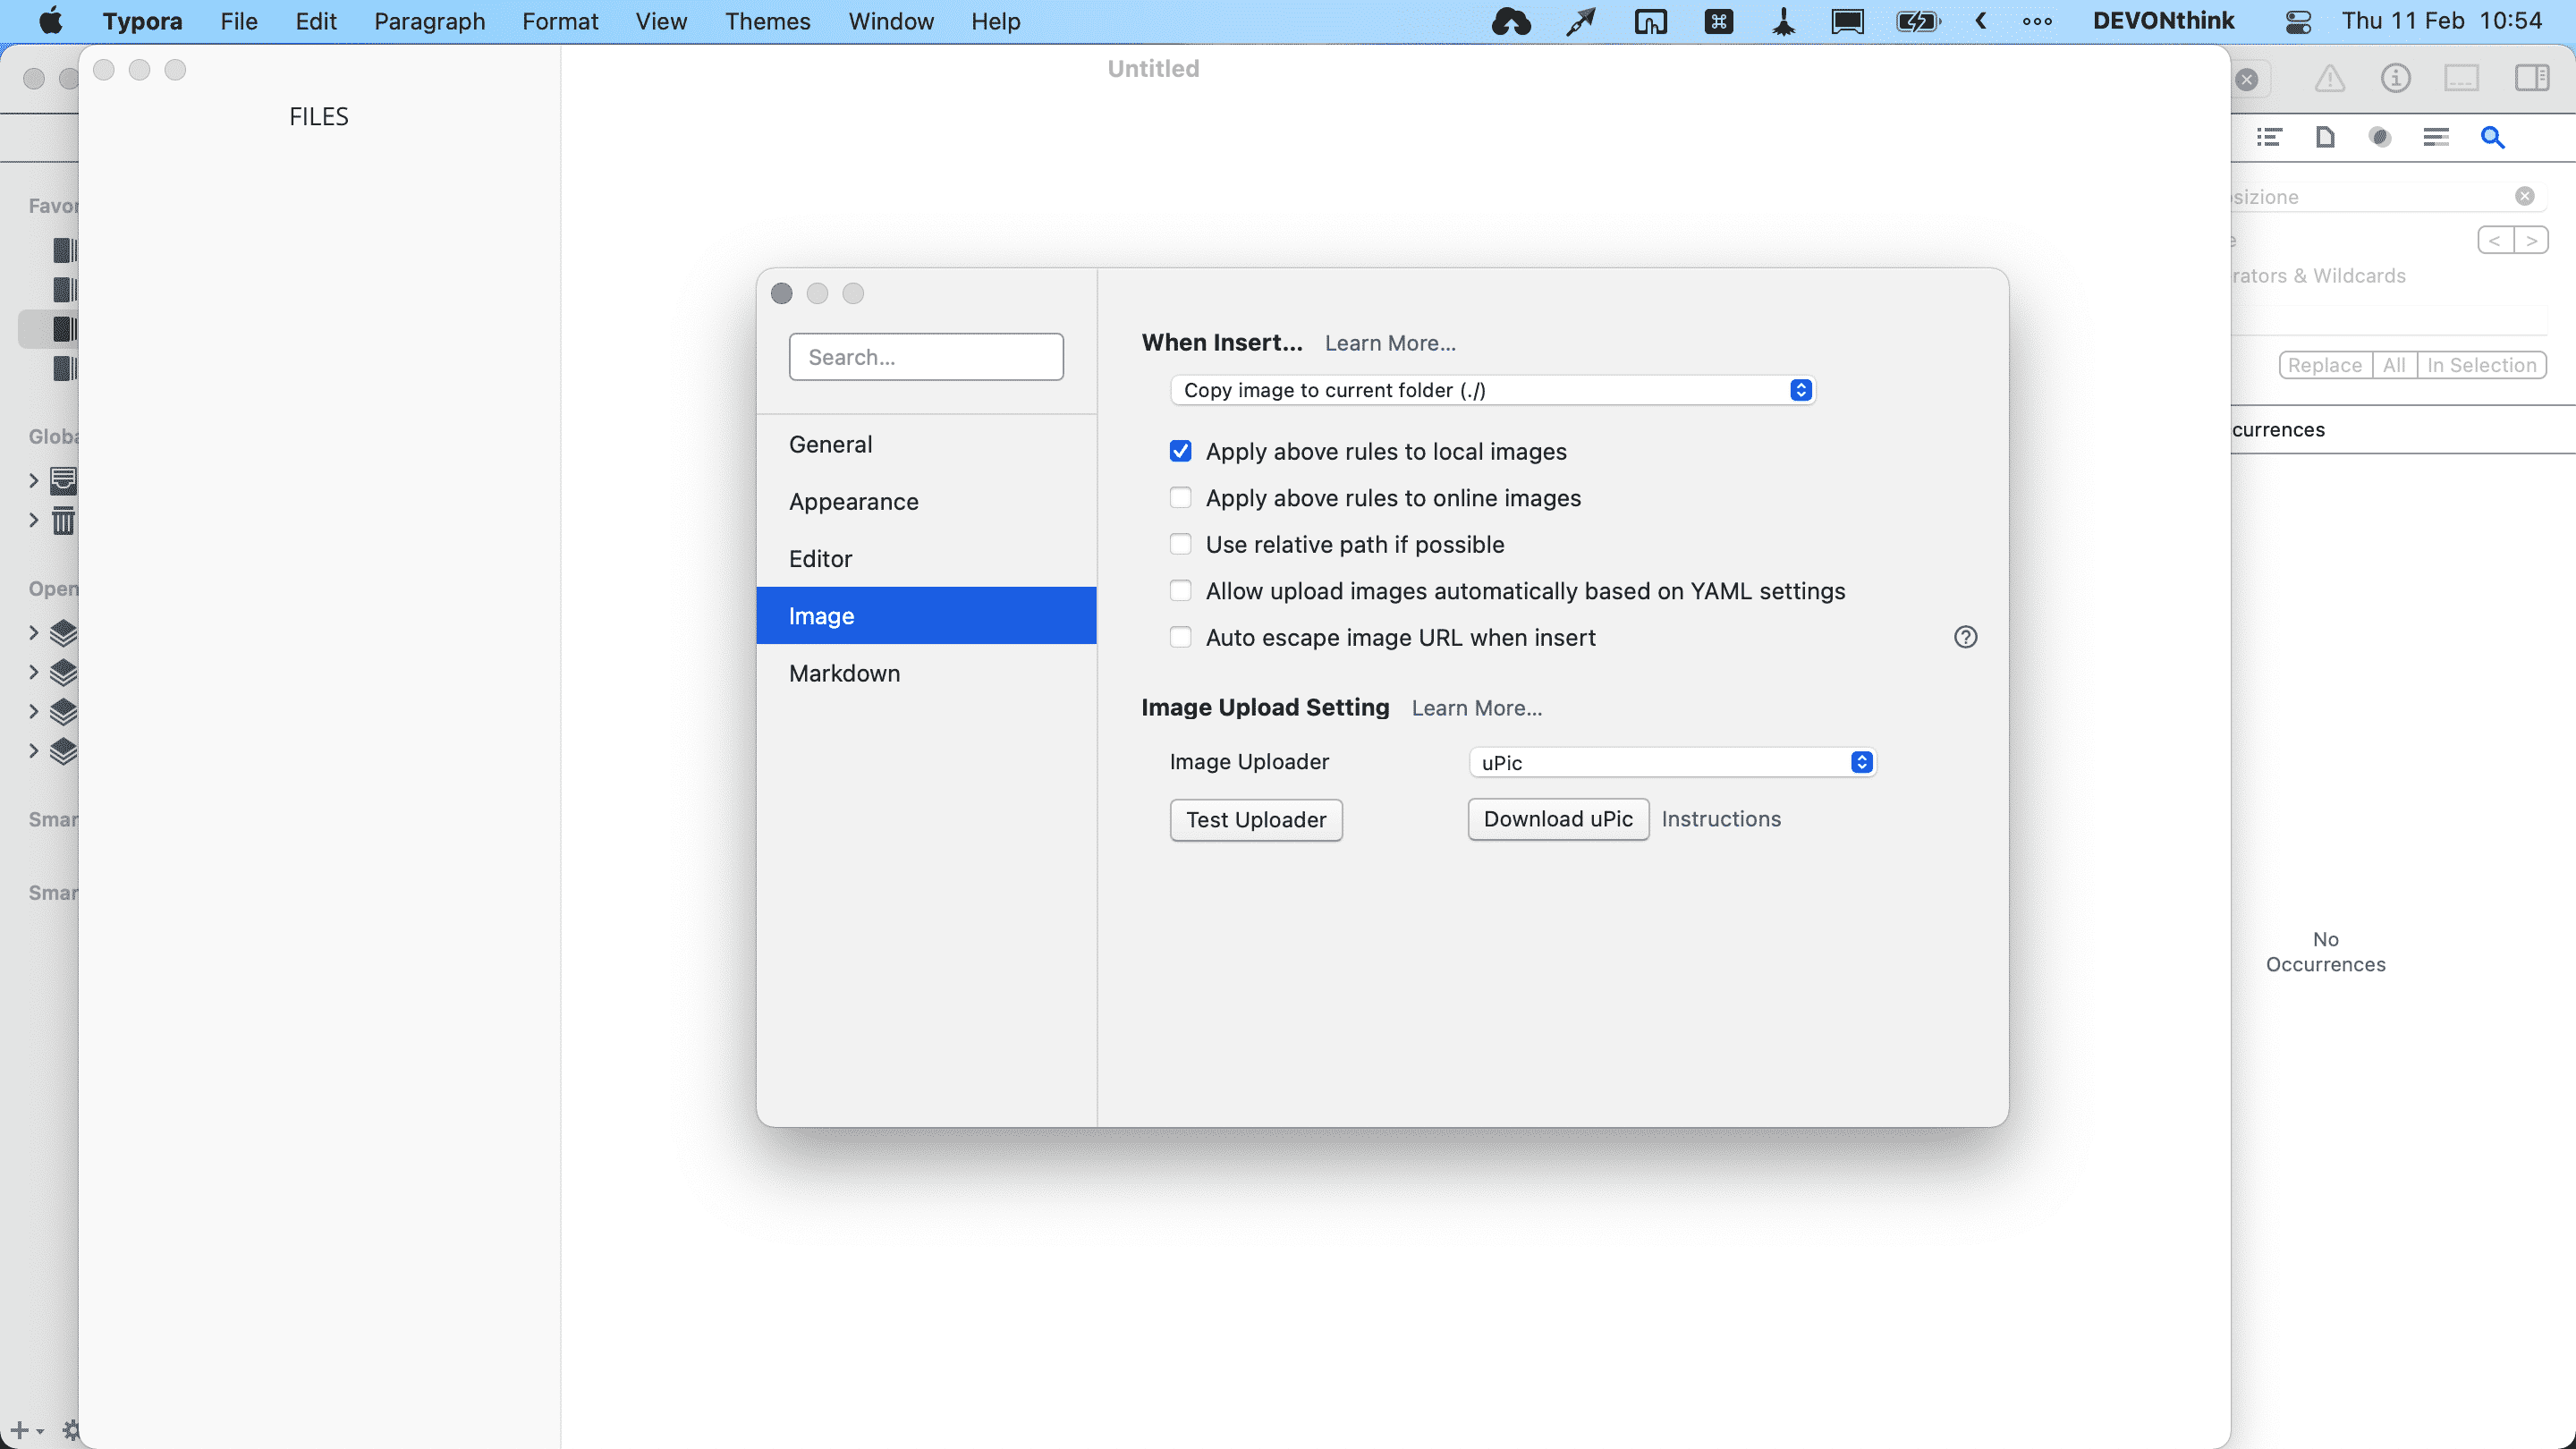 Typora File Edit Paragraph Format View Themes Window Help DEVONthink Thu 11 Feb 10:54
Untitled
FILES
Favor
Globa
Open
Smar
Smar
Search...
General
Appearance
Editor
Image
Markdown
When Insert... Learn More...
Copy image to current folder (./)
Apply above rules to local images
Apply above rules to online images
Use relative path if possible
Allow upload images automatically based on YAML settings
Auto escape image URL when insert
Image Upload Setting Learn More...
Image Uploader uPic
Test Uploader Download uPic Instructions
sizione
< >
rators & Wildcards
Replace All In Selection
currences
No
Occurrences